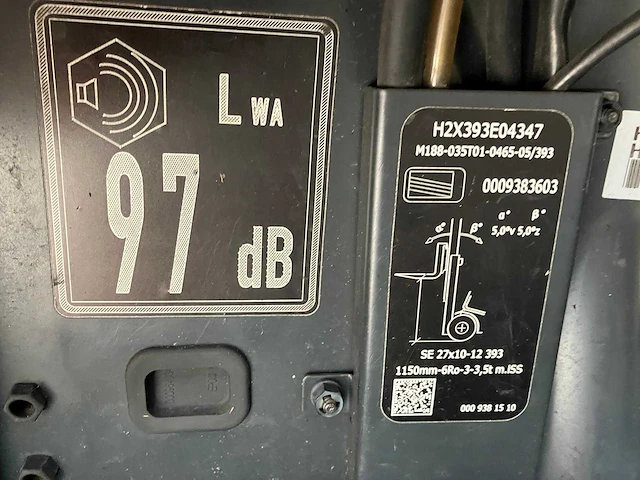 LWA
97 dB
H2X393E04347
M188-035T01-0465-05/393
0009383603
α° β°
5,0°v 5,0°z
α° β°
SE 27x10-12 393
1150mm-6Ro-3-3,5t m.ISS
000 938 15 10